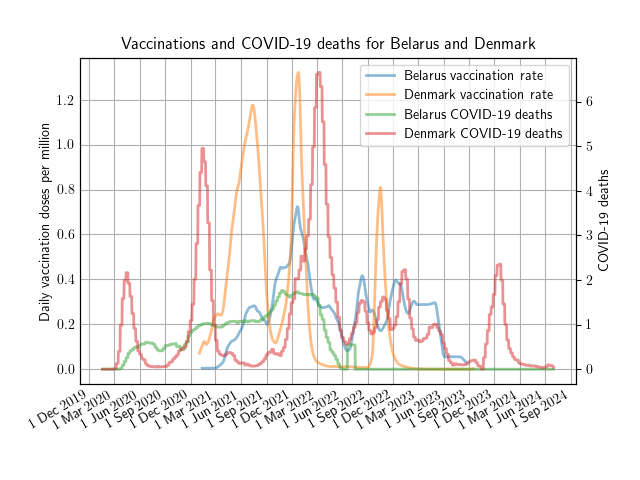 Vaccinations and COVID-19 deaths for Belarus and Denmark
Belarus vaccination rate
Denmark vaccination rate
Belarus COVID-19 deaths
Denmark COVID-19 deaths
Daily vaccination doses per million
1.2
1.0
0.8
0.6
0.4
0.2
0.0
COVID-19 deaths
6
5
4
3
2
1
0
1 Dec 2019
1 Mar 2020
1 Jun 2020
1 Sep 2020
1 Dec 2020
1 Mar 2021
1 Jun 2021
1 Sep 2021
1 Dec 2021
1 Mar 2022
1 Jun 2022
1 Sep 2022
1 Dec 2022
1 Mar 2023
1 Jun 2023
1 Sep 2023
1 Dec 2023
1 Mar 2024
1 Jun 2024
1 Sep 2024